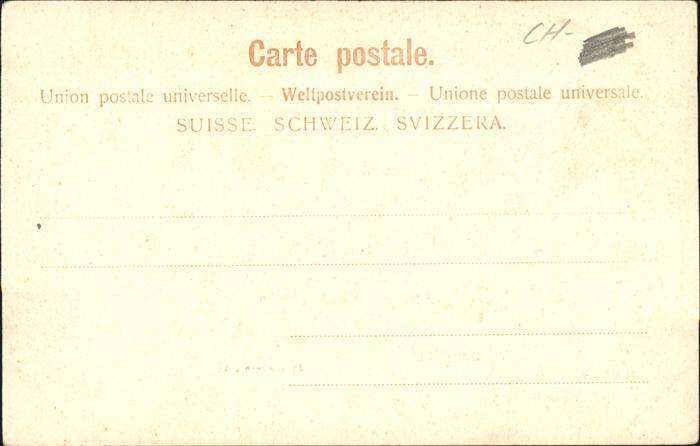 CH-
Carte postale.
Union postale universelle. — Weltpostverein. — Unione postale universale.
SUISSE. SCHWEIZ. SVIZZERA.